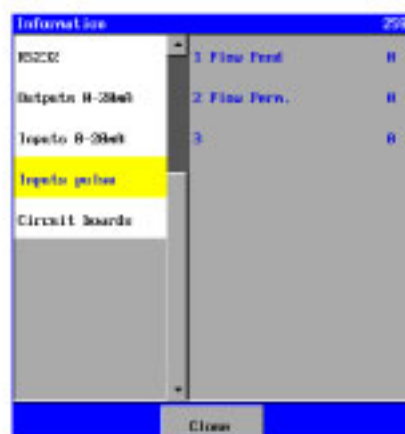 Information 259
RS232
Outputs 0-20mA
Inputs 0-20mA
Inputs pulse
Circuit boards
1 Flow Feed 0
2 Flow Perm. 0
3 0
Close